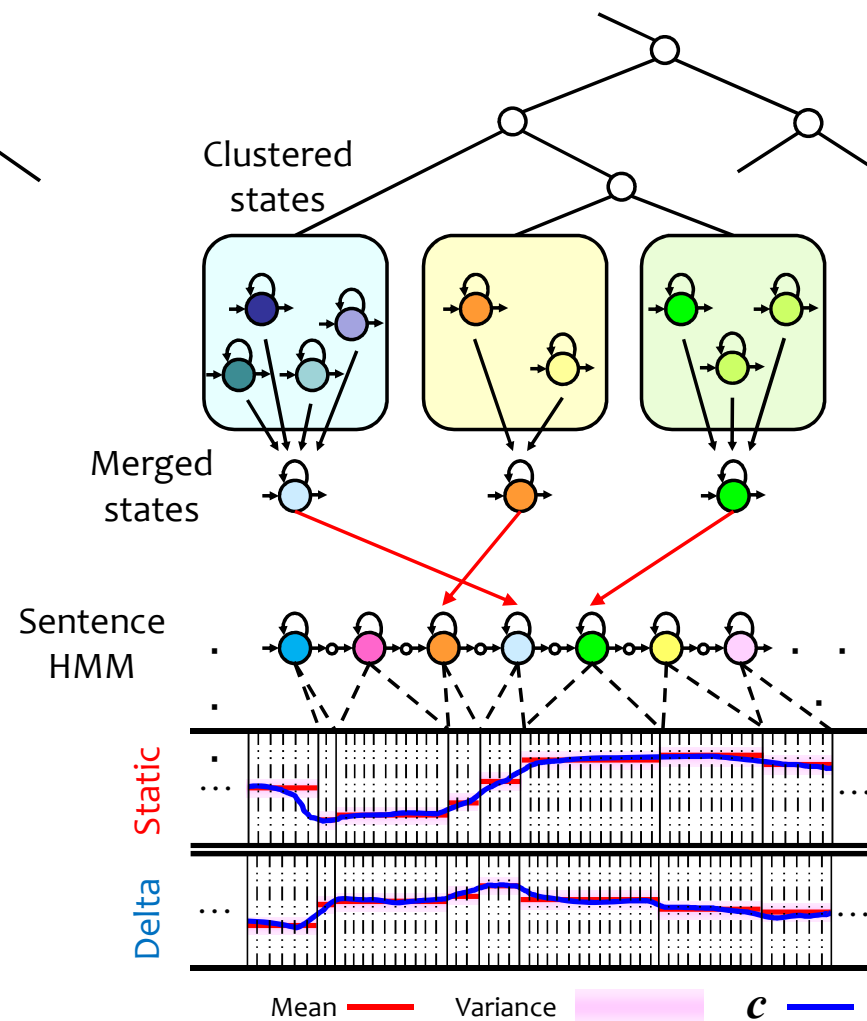 Clustered
states
Merged
states
Sentence
HMM
Static
Delta
Mean
Variance
c